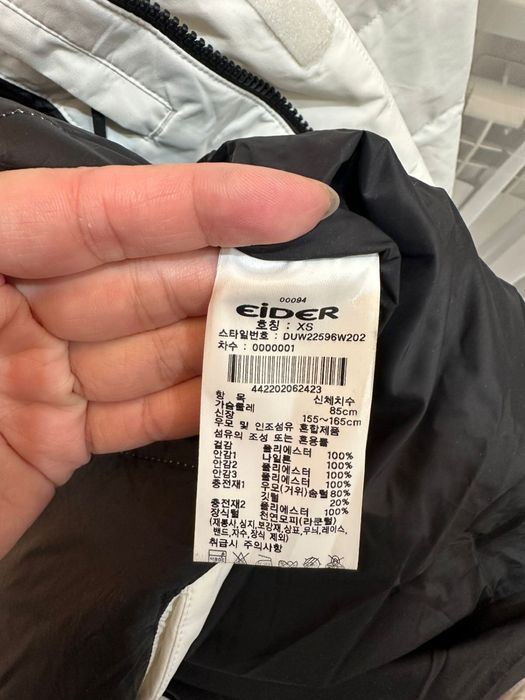 00094
EiDER
호칭 : XS
스타일번호 : DUW22596W202
차수 : 0000001
442202062423
항 목 신체치수
가슴둘레 85cm
신장 155~165cm
우모 및 인조섬유 혼합제품
섬유의 조성 또는 혼용률
겉감 폴리에스터 100%
안감1 나일론 100%
안감2 폴리에스터 100%
안감3 폴리에스터 100%
충전재1 우모(거위)솜털 80%
깃털 20%
충전재2 폴리에스터 100%
장식털 천연모피(라쿤털)
(재봉사,심지,보강재,상표,무늬,레이스,
밴드,자수,장식 제외)
취급시 주의사항